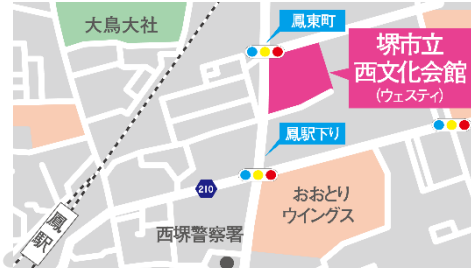 大鳥大社
鳳東町
堺市立
西文化会館
(ウェスティ)
鳳駅下り
210
おおとり
ウイングス
鳳駅
西堺警察署